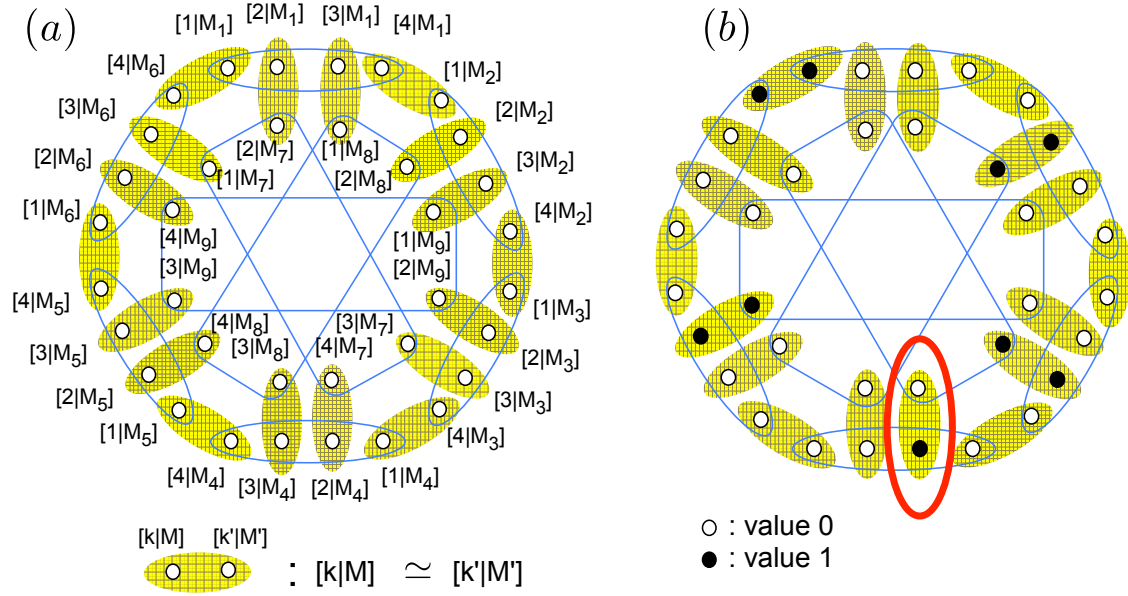 (a)
[1|M1]
[2|M1]
[3|M1]
[4|M1]
[4|M6]
[1|M2]
[3|M6]
[2|M2]
[2|M7]
[1|M8]
[2|M6]
[1|M7]
[2|M8]
[3|M2]
[1|M6]
[4|M2]
[4|M9]
[1|M9]
[3|M9]
[2|M9]
[4|M5]
[1|M3]
[4|M8]
[3|M7]
[3|M8]
[4|M7]
[3|M5]
[2|M3]
[2|M5]
[3|M3]
[1|M5]
[4|M3]
[4|M4]
[3|M4]
[2|M4]
[1|M4]
[k|M] [k'|M']
: [k|M] ≃ [k'|M']
(b)
: value 0
: value 1